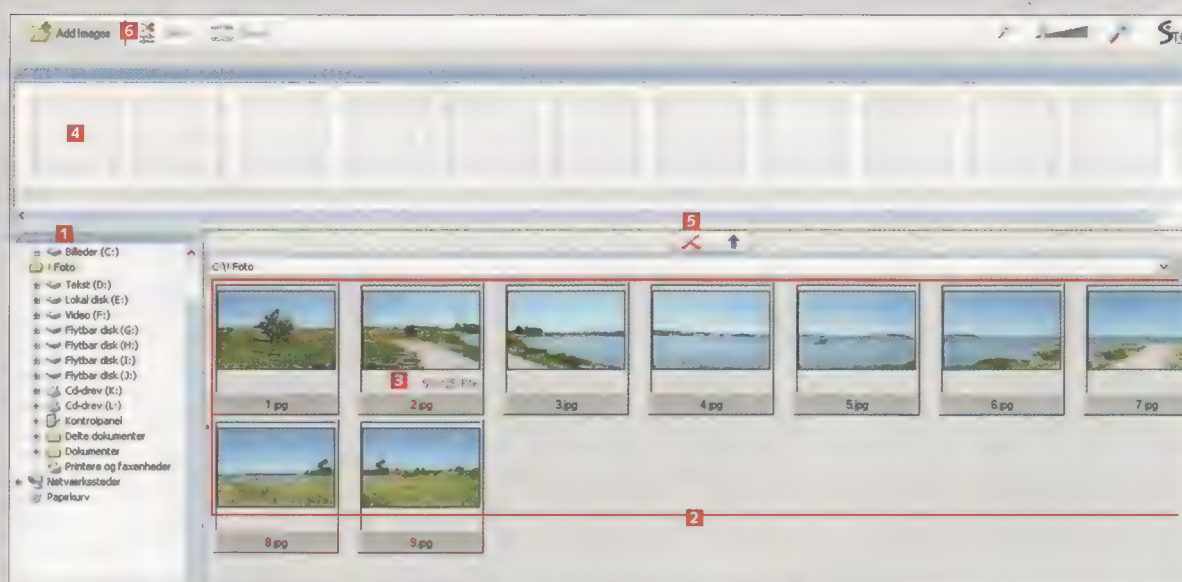 Add Images 6
4
1
5
Billeder (C:)
! Foto
C:\! Foto
Tekst (D:)
Lokal disk (E:)
Video (F:)
Flytbar disk (G:)
Flytbar disk (H:)
Flytbar disk (I:)
Flytbar disk (J:)
Cd-drev (K:)
Cd-drev (L:)
Kontrolpanel
Delte dokumenter
Dokumenter
Printere og faxenheder
Netværkssteder
Papirkurv
3
1.jpg 2.jpg 3.jpg 4.jpg 5.jpg 6.jpg 7.jpg
2
8.jpg 9.jpg